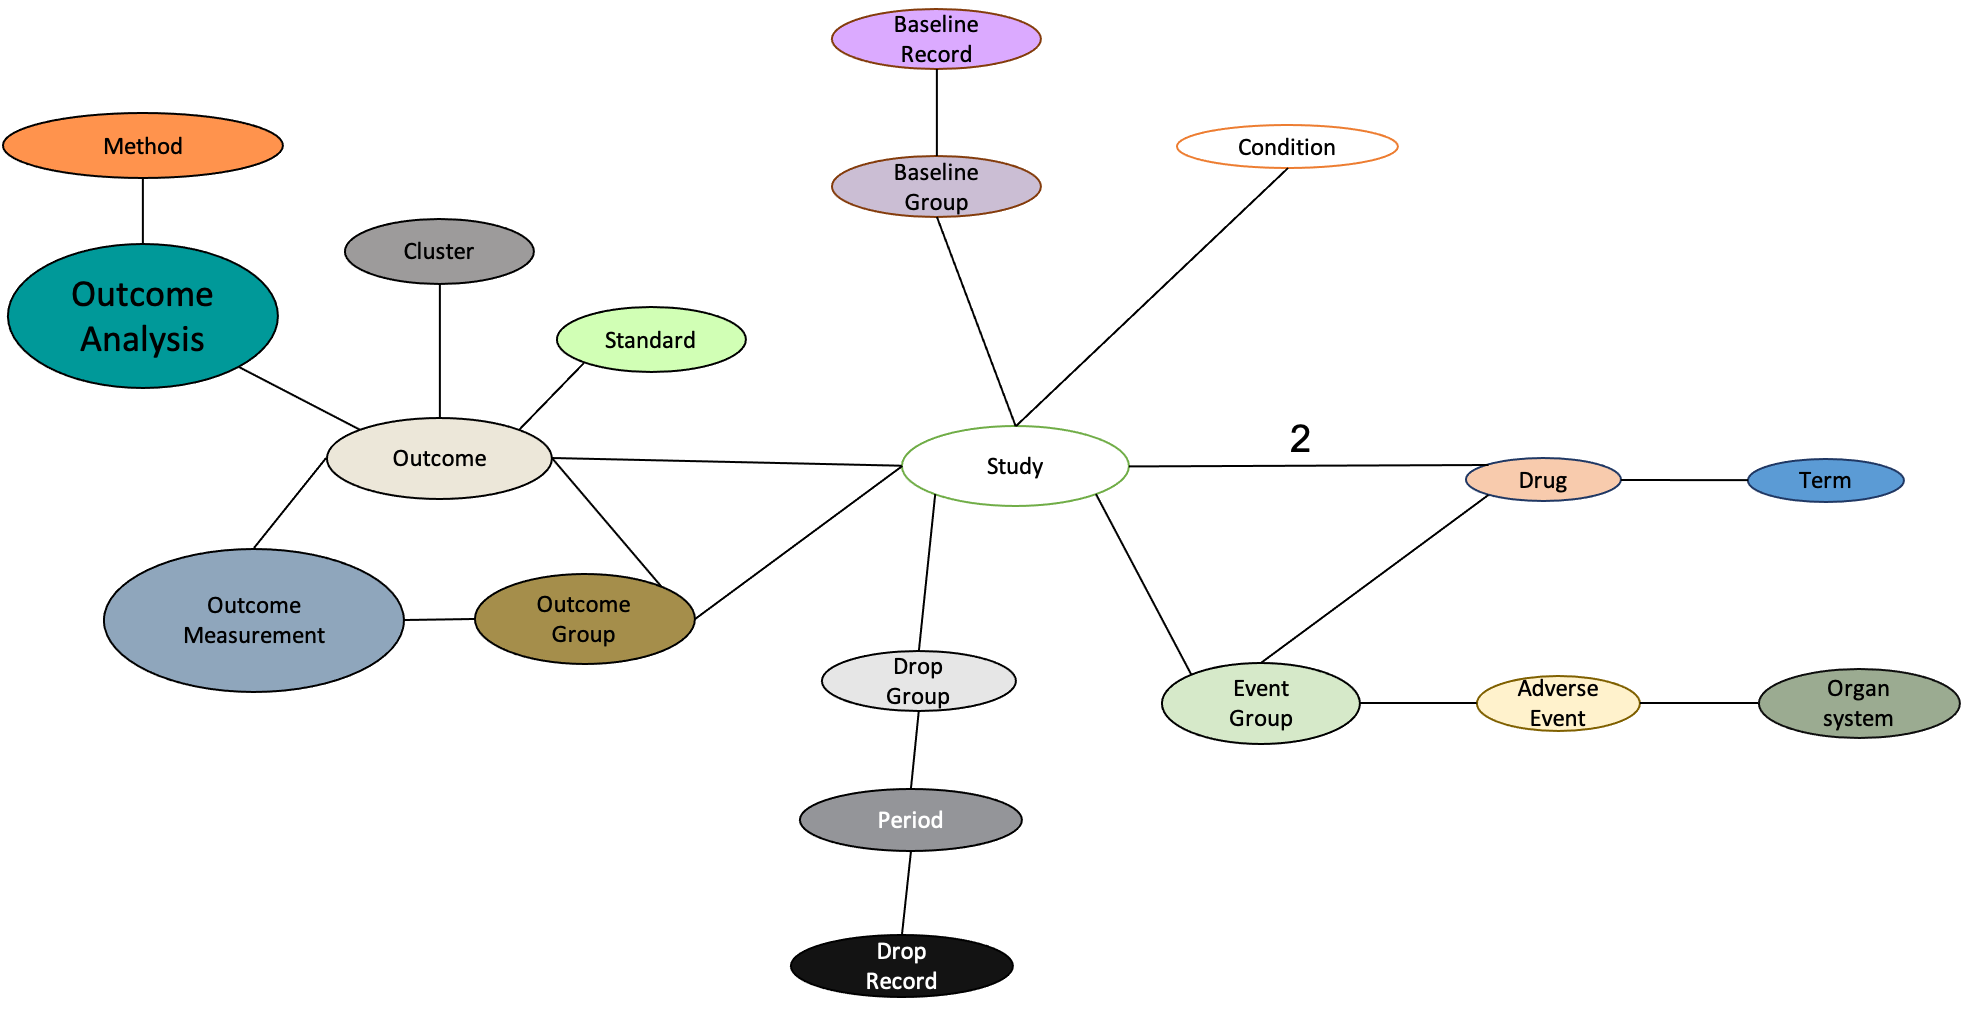 Baseline
Record
Method
Condition
Baseline
Group
Cluster
Outcome
Analysis
Standard
2
Outcome
Study
Drug
Term
Outcome
Measurement
Outcome
Group
Drop
Group
Event
Group
Adverse
Event
Organ
system
Period
Drop
Record